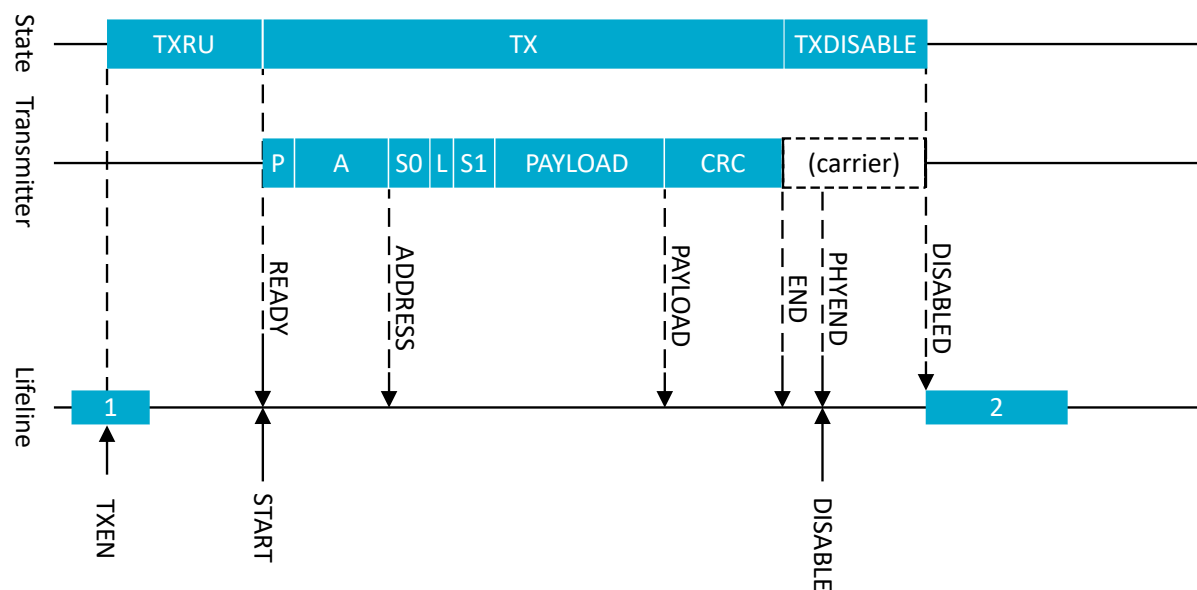 State
TXRU
TX
TXDISABLE
Transmitter
P
A
S0
L
S1
PAYLOAD
CRC
(carrier)
READY
ADDRESS
PAYLOAD
END
PHYEND
DISABLED
Lifeline
1
2
TXEN
START
DISABLE